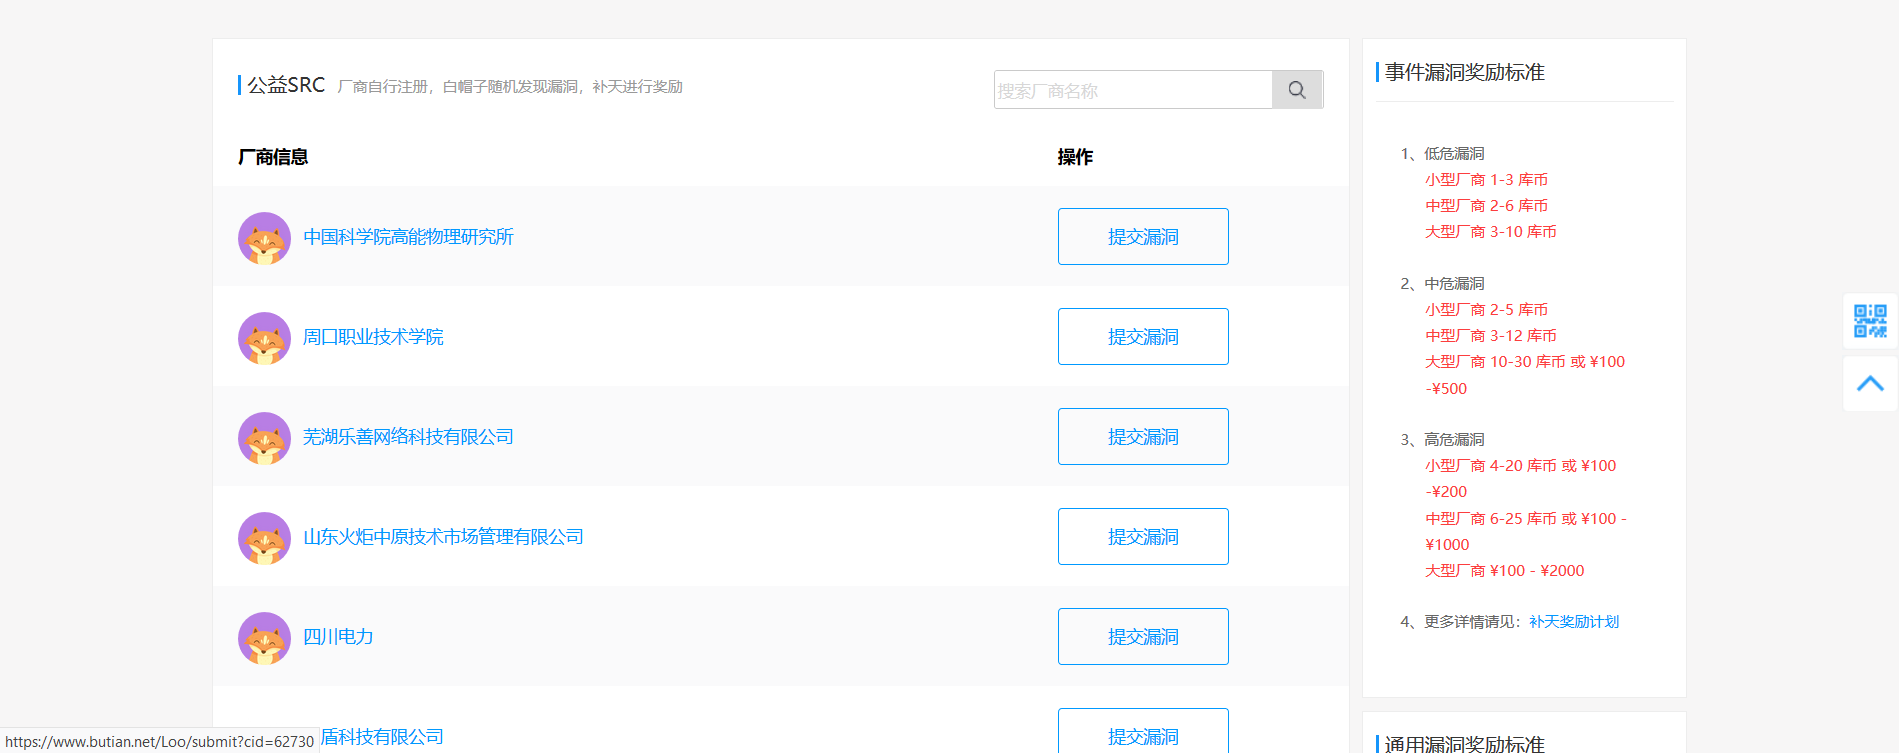 公益SRC 厂商自行注册，白帽子随机发现漏洞，补天进行奖励
搜索厂商名称
厂商信息 操作
中国科学院高能物理研究所 提交漏洞
周口职业技术学院 提交漏洞
芜湖乐善网络科技有限公司 提交漏洞
山东火炬中原技术市场管理有限公司 提交漏洞
四川电力 提交漏洞
盾科技有限公司 提交漏洞
https://www.butian.net/Loo/submit?cid=62730
事件漏洞奖励标准
1、低危漏洞
小型厂商 1-3 库币
中型厂商 2-6 库币
大型厂商 3-10 库币
2、中危漏洞
小型厂商 2-5 库币
中型厂商 3-12 库币
大型厂商 10-30 库币 或 ¥100
-¥500
3、高危漏洞
小型厂商 4-20 库币 或 ¥100
-¥200
中型厂商 6-25 库币 或 ¥100 -
¥1000
大型厂商 ¥100 - ¥2000
4、更多详情请见：补天奖励计划
通用漏洞奖励标准